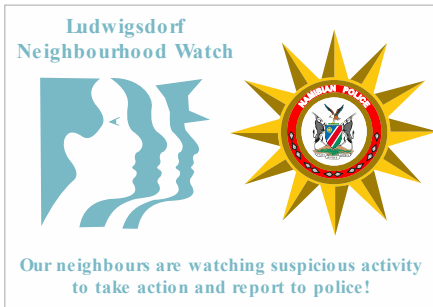 Ludwigsdorf
Neighbourhood Watch
NAMIBIAN POLICE
Our neighbours are watching suspicious activity
to take action and report to police!